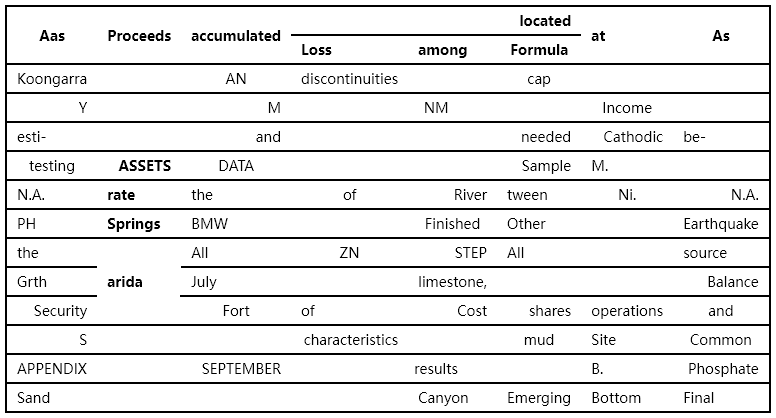 Aas Proceeds accumulated located at As
Loss among Formula
Koongarra AN discontinuities cap
Y M NM Income
esti- and needed Cathodic be-
testing ASSETS DATA Sample M.
N.A. rate the of River tween Ni. N.A.
PH Springs BMW Finished Other Earthquake
the All ZN STEP All source
Grth arida July limestone, Balance
Security Fort of Cost shares operations and
S characteristics mud Site Common
APPENDIX SEPTEMBER results B. Phosphate
Sand Canyon Emerging Bottom Final